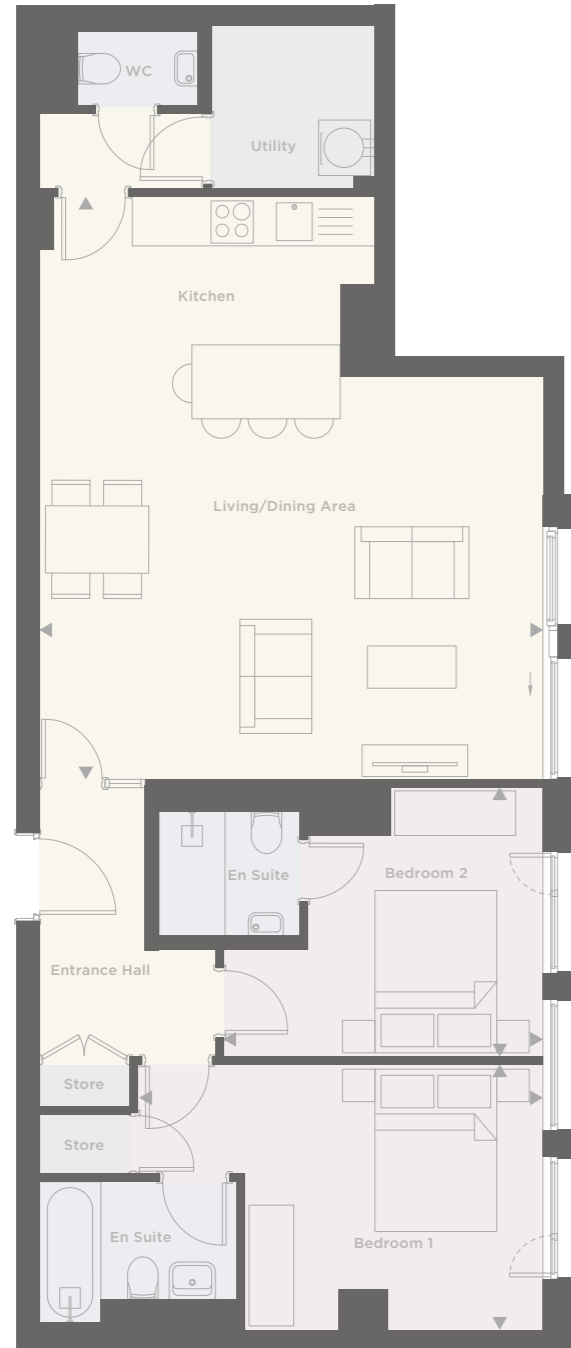 WC
Utility
Kitchen
Living/Dining Area
En Suite
Bedroom 2
Entrance Hall
Store
Store
En Suite
Bedroom 1